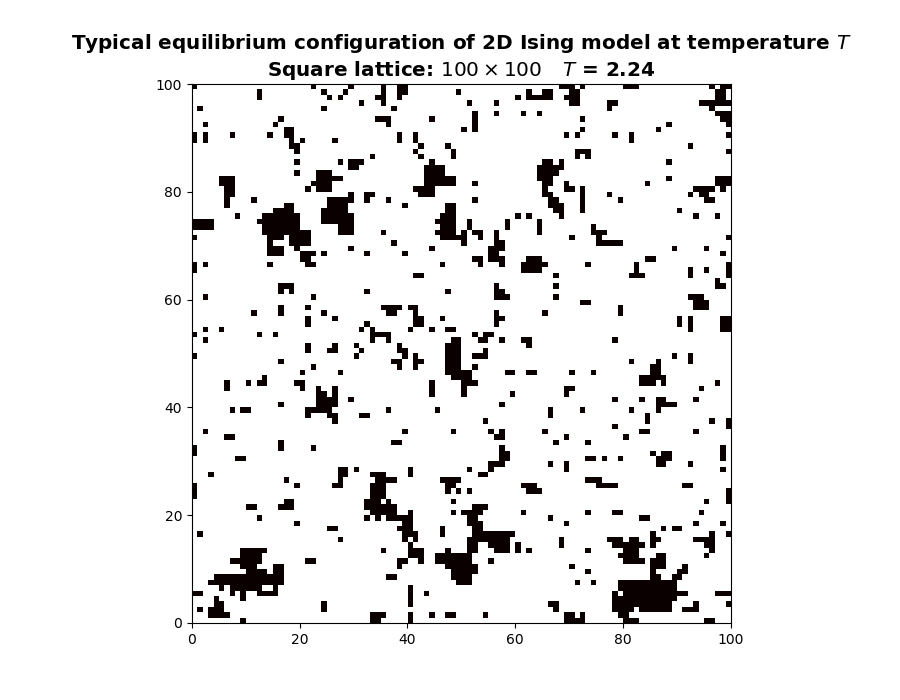 Typical equilibrium configuration of 2D Ising model at temperature T
Square lattice: 100 × 100 T = 2.24
100
80
60
40
20
0
0 20 40 60 80 100